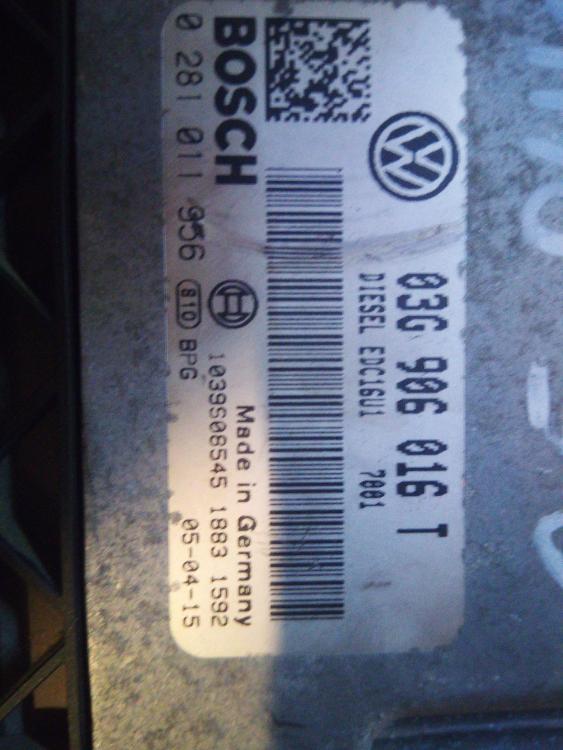 03G 906 016 T
DIESEL EDC16U1 7001
BOSCH
0 281 011 956
810 BPG
Made in Germany
1039S08545 1883 1592
05-04-15